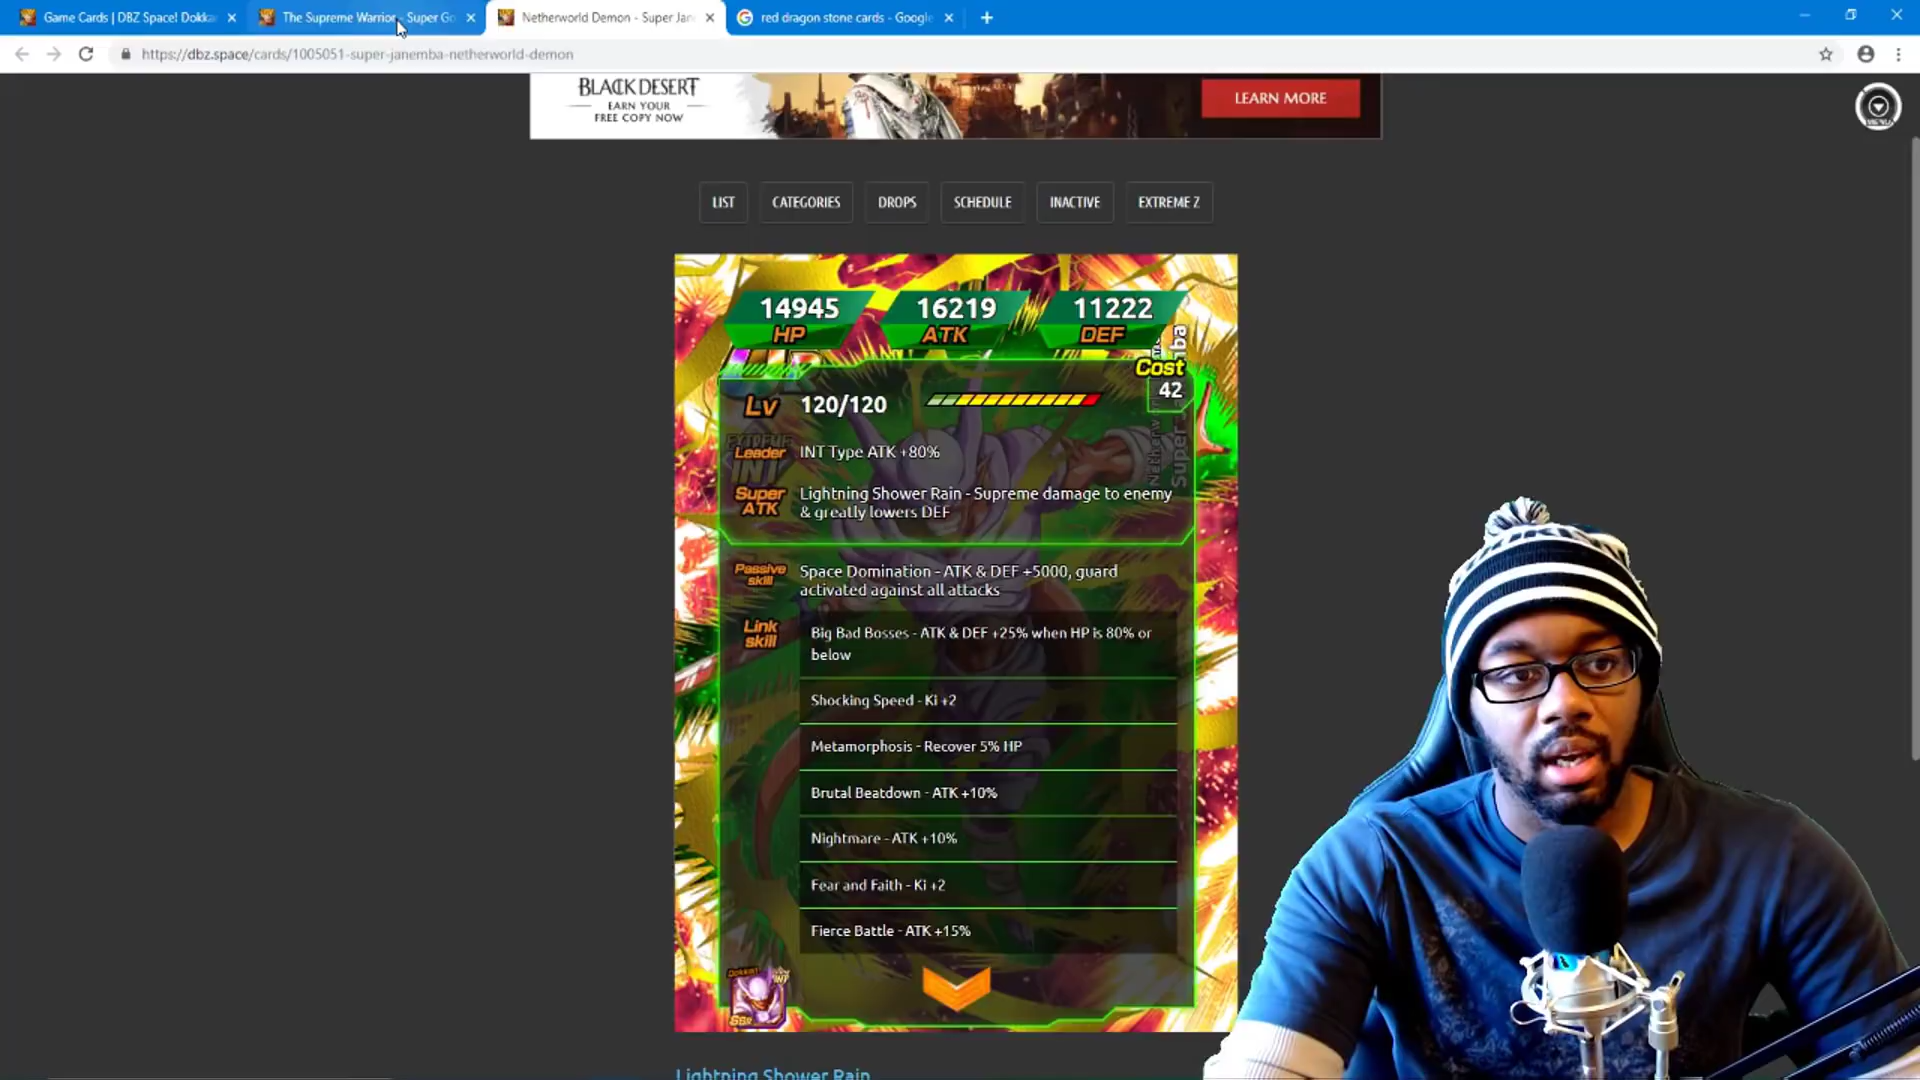 Game Cards | DBZ Space! Dokka
The Supreme Warrior - Super Go
Netherworld Demon - Super Jan
red dragon stone cards - Google
https://dbz.space/cards/1005051-super-janemba-netherworld-demon
BLACK DESERT
EARN YOUR
FREE COPY NOW
LEARN MORE
MENU
LIST
CATEGORIES
DROPS
SCHEDULE
INACTIVE
EXTREME Z
14945
16219
11222
HP
ATK
DEF
Cost
42
Lv
120/120
EXTREME
INT
Leader
INT Type ATK +80%
Super
ATK
Lightning Shower Rain - Supreme damage to enemy
& greatly lowers DEF
Passive
skill
Space Domination - ATK & DEF +5000, guard
activated against all attacks
Link
skill
Big Bad Bosses - ATK & DEF +25% when HP is 80% or
below
Shocking Speed - Ki +2
Metamorphosis - Recover 5% HP
Brutal Beatdown - ATK +10%
Nightmare - ATK +10%
Fear and Faith - Ki +2
Fierce Battle - ATK +15%
Dokkan
INT
SSR
Lightning Shower Rain